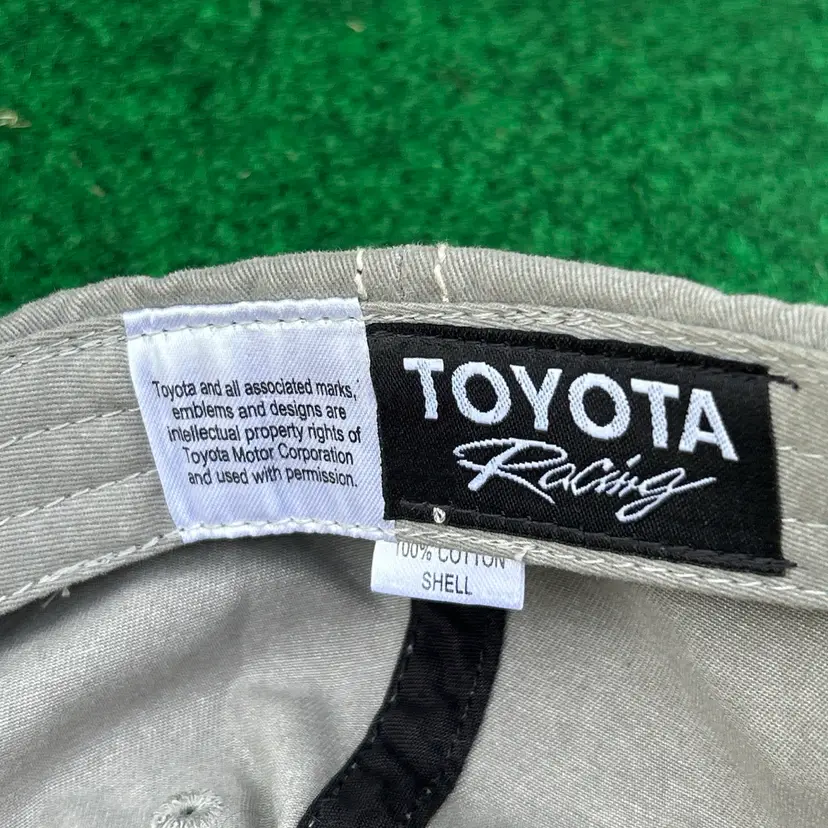 Toyota and all associated marks,
emblems and designs are
intellectual property rights of
Toyota Motor Corporation
and used with permission.
TOYOTA
Racing
100% COTTON
SHELL